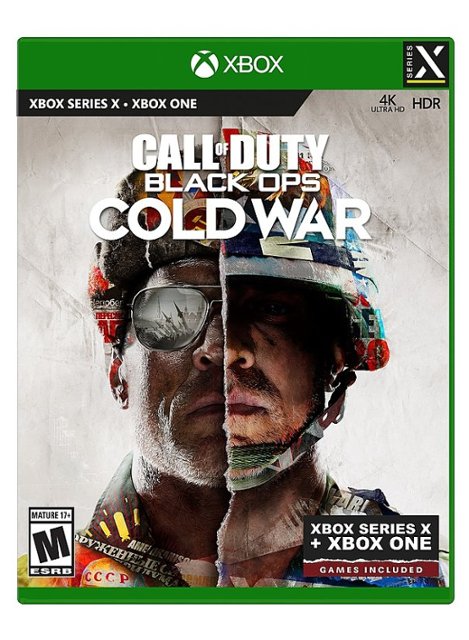 XBOX
SERIES X
XBOX SERIES X • XBOX ONE
4K
ULTRA HD
HDR
CALL OF DUTY
BLACK OPS
COLD WAR
MATURE 17+
M
ESRB
CCCP
XBOX SERIES X
+ XBOX ONE
GAMES INCLUDED